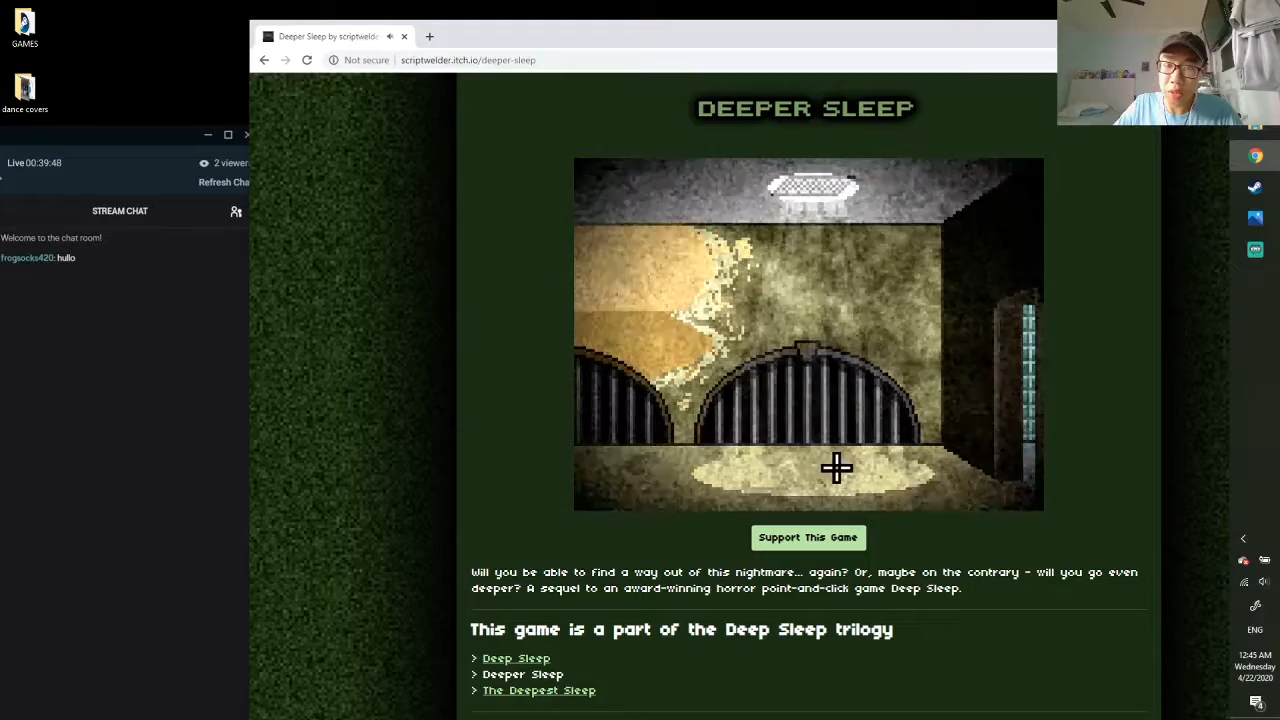 GAMES
dance covers
Deeper Sleep by scriptwelde
Not secure
scriptwelder.itch.io/deeper-sleep
Live 00:39:48
2 viewer
Refresh Cha
STREAM CHAT
Welcome to the chat room!
frogsocks420: hullo
DEEPER SLEEP
Support This Game
Will you be able to find a way out of this nightmare... again? Or, maybe on the contrary - will you go even
deeper? A sequel to an award-winning horror point-and-click game Deep Sleep.
This game is a part of the Deep Sleep trilogy
> Deep Sleep
> Deeper Sleep
> The Deepest Sleep
ENG
12:45 AM
Wednesday
4/22/2020
4